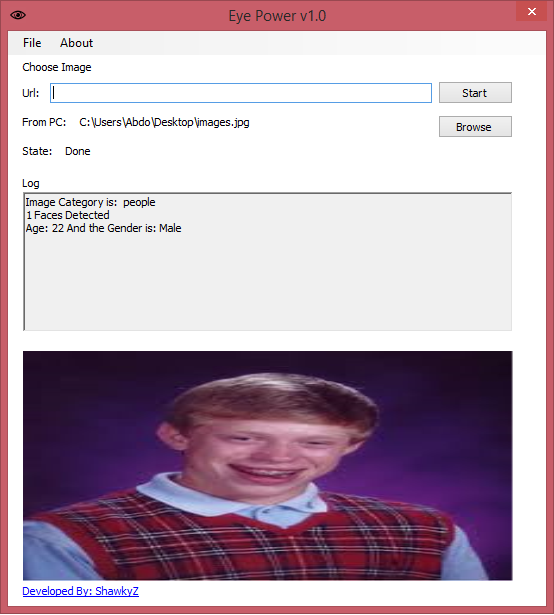 Eye Power v1.0
File About
Choose Image
Url: Start
From PC: C:\Users\Abdo\Desktop\images.jpg Browse
State: Done
Log
Image Category is: people
1 Faces Detected
Age: 22 And the Gender is: Male
Developed By: ShawkyZ